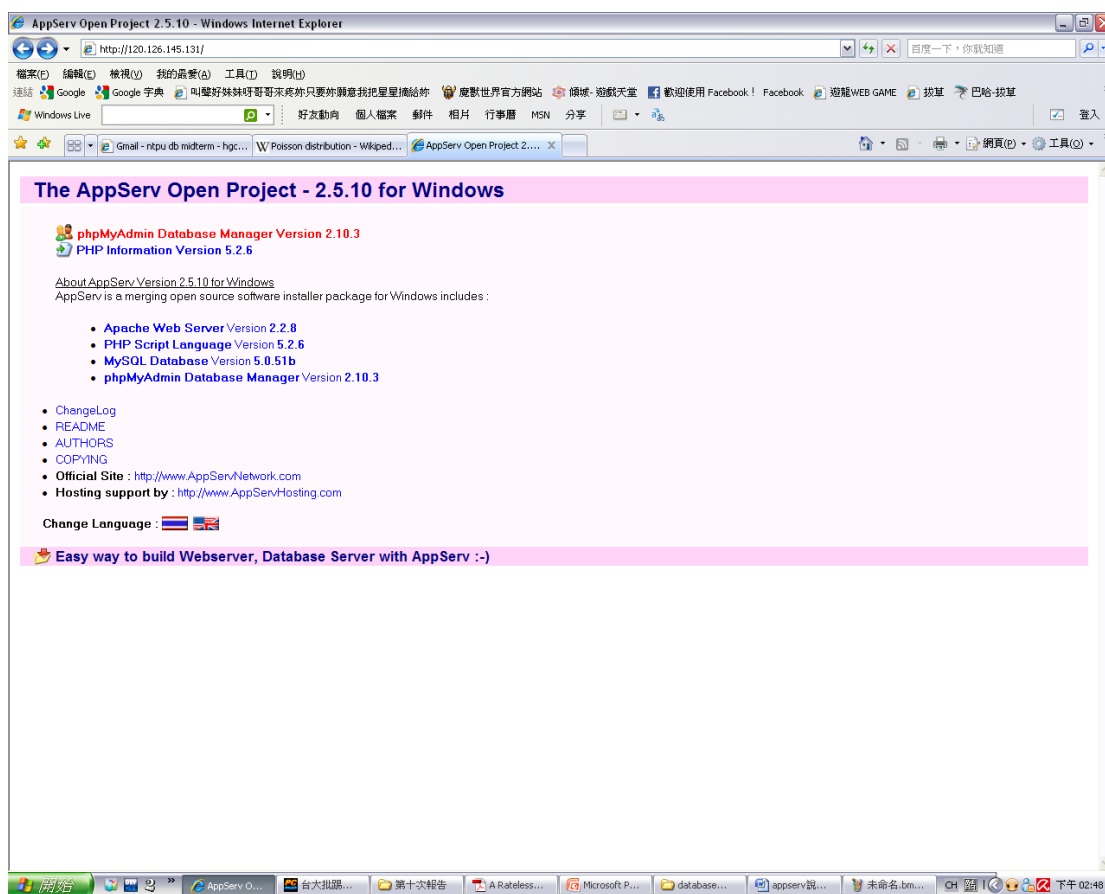 AppServ Open Project 2.5.10 - Windows Internet Explorer
http://120.126.145.131/
百度一下,你就知道
檔案(F) 編輯(E) 檢視(V) 我的最愛(A) 工具(T) 說明(H)
連結 Google Google 字典 叫聲好妹妹呀哥哥來疼妳只要妳願意我把星星摘給妳 魔獸世界官方網站 傾城- 遊戲天堂 歡迎使用 Facebook! Facebook 遊龍WEB GAME 拔草 巴哈-拔草
Windows Live 好友動向 個人檔案 郵件 相片 行事曆 MSN 分享 登入
Gmail - ntpu db midterm - hgc... Poisson distribution - Wikiped... AppServ Open Project 2.... 網頁(P) 工具(O)
The AppServ Open Project - 2.5.10 for Windows
phpMyAdmin Database Manager Version 2.10.3
PHP Information Version 5.2.6
About AppServ Version 2.5.10 for Windows
AppServ is a merging open source software installer package for Windows includes :
• Apache Web Server Version 2.2.8
• PHP Script Language Version 5.2.6
• MySQL Database Version 5.0.51b
• phpMyAdmin Database Manager Version 2.10.3
• ChangeLog
• README
• AUTHORS
• COPYING
• Official Site : http://www.AppServNetwork.com
• Hosting support by : http://www.AppServHosting.com
Change Language :
Easy way to build Webserver, Database Server with AppServ :-)
開始 AppServ O... 台大批踢... 第十次報告 A Rateless... Microsoft P... database... appserv說... 未命名.bm... CH 下午 02:48